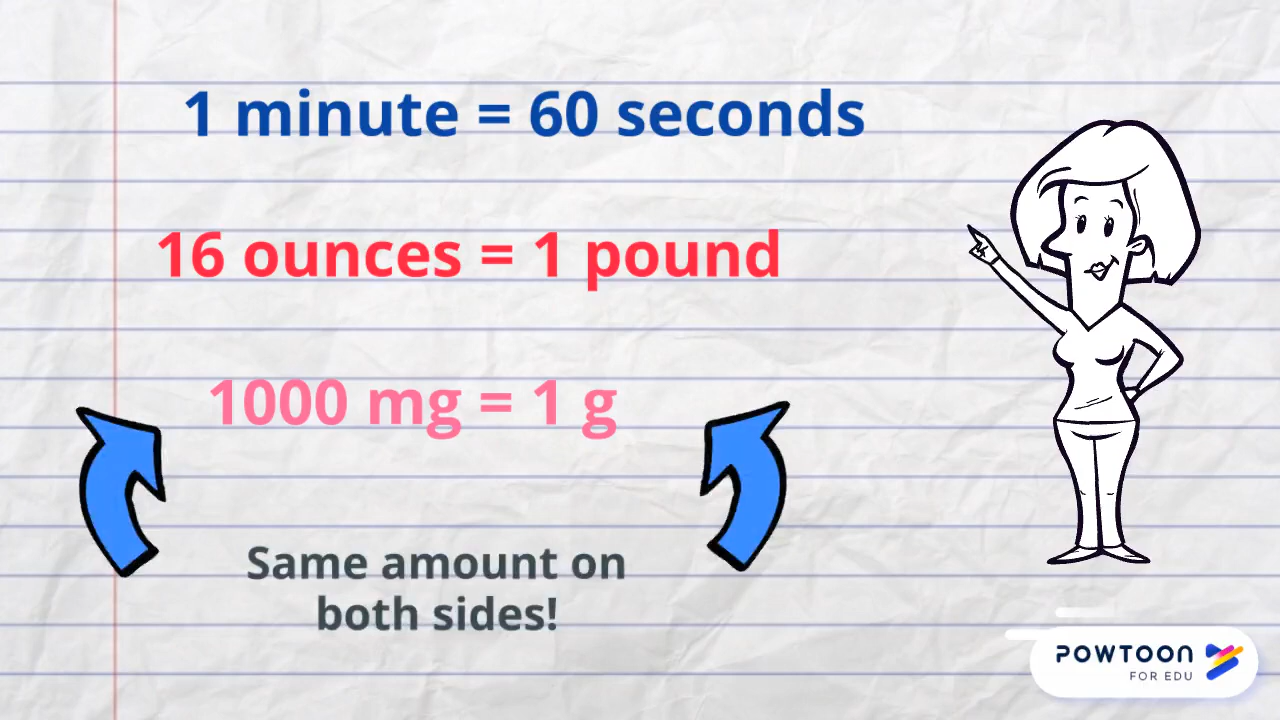 1 minute = 60 seconds
16 ounces = 1 pound
1000 mg = 1 g
Same amount on
both sides!
POWTOON
FOR EDU